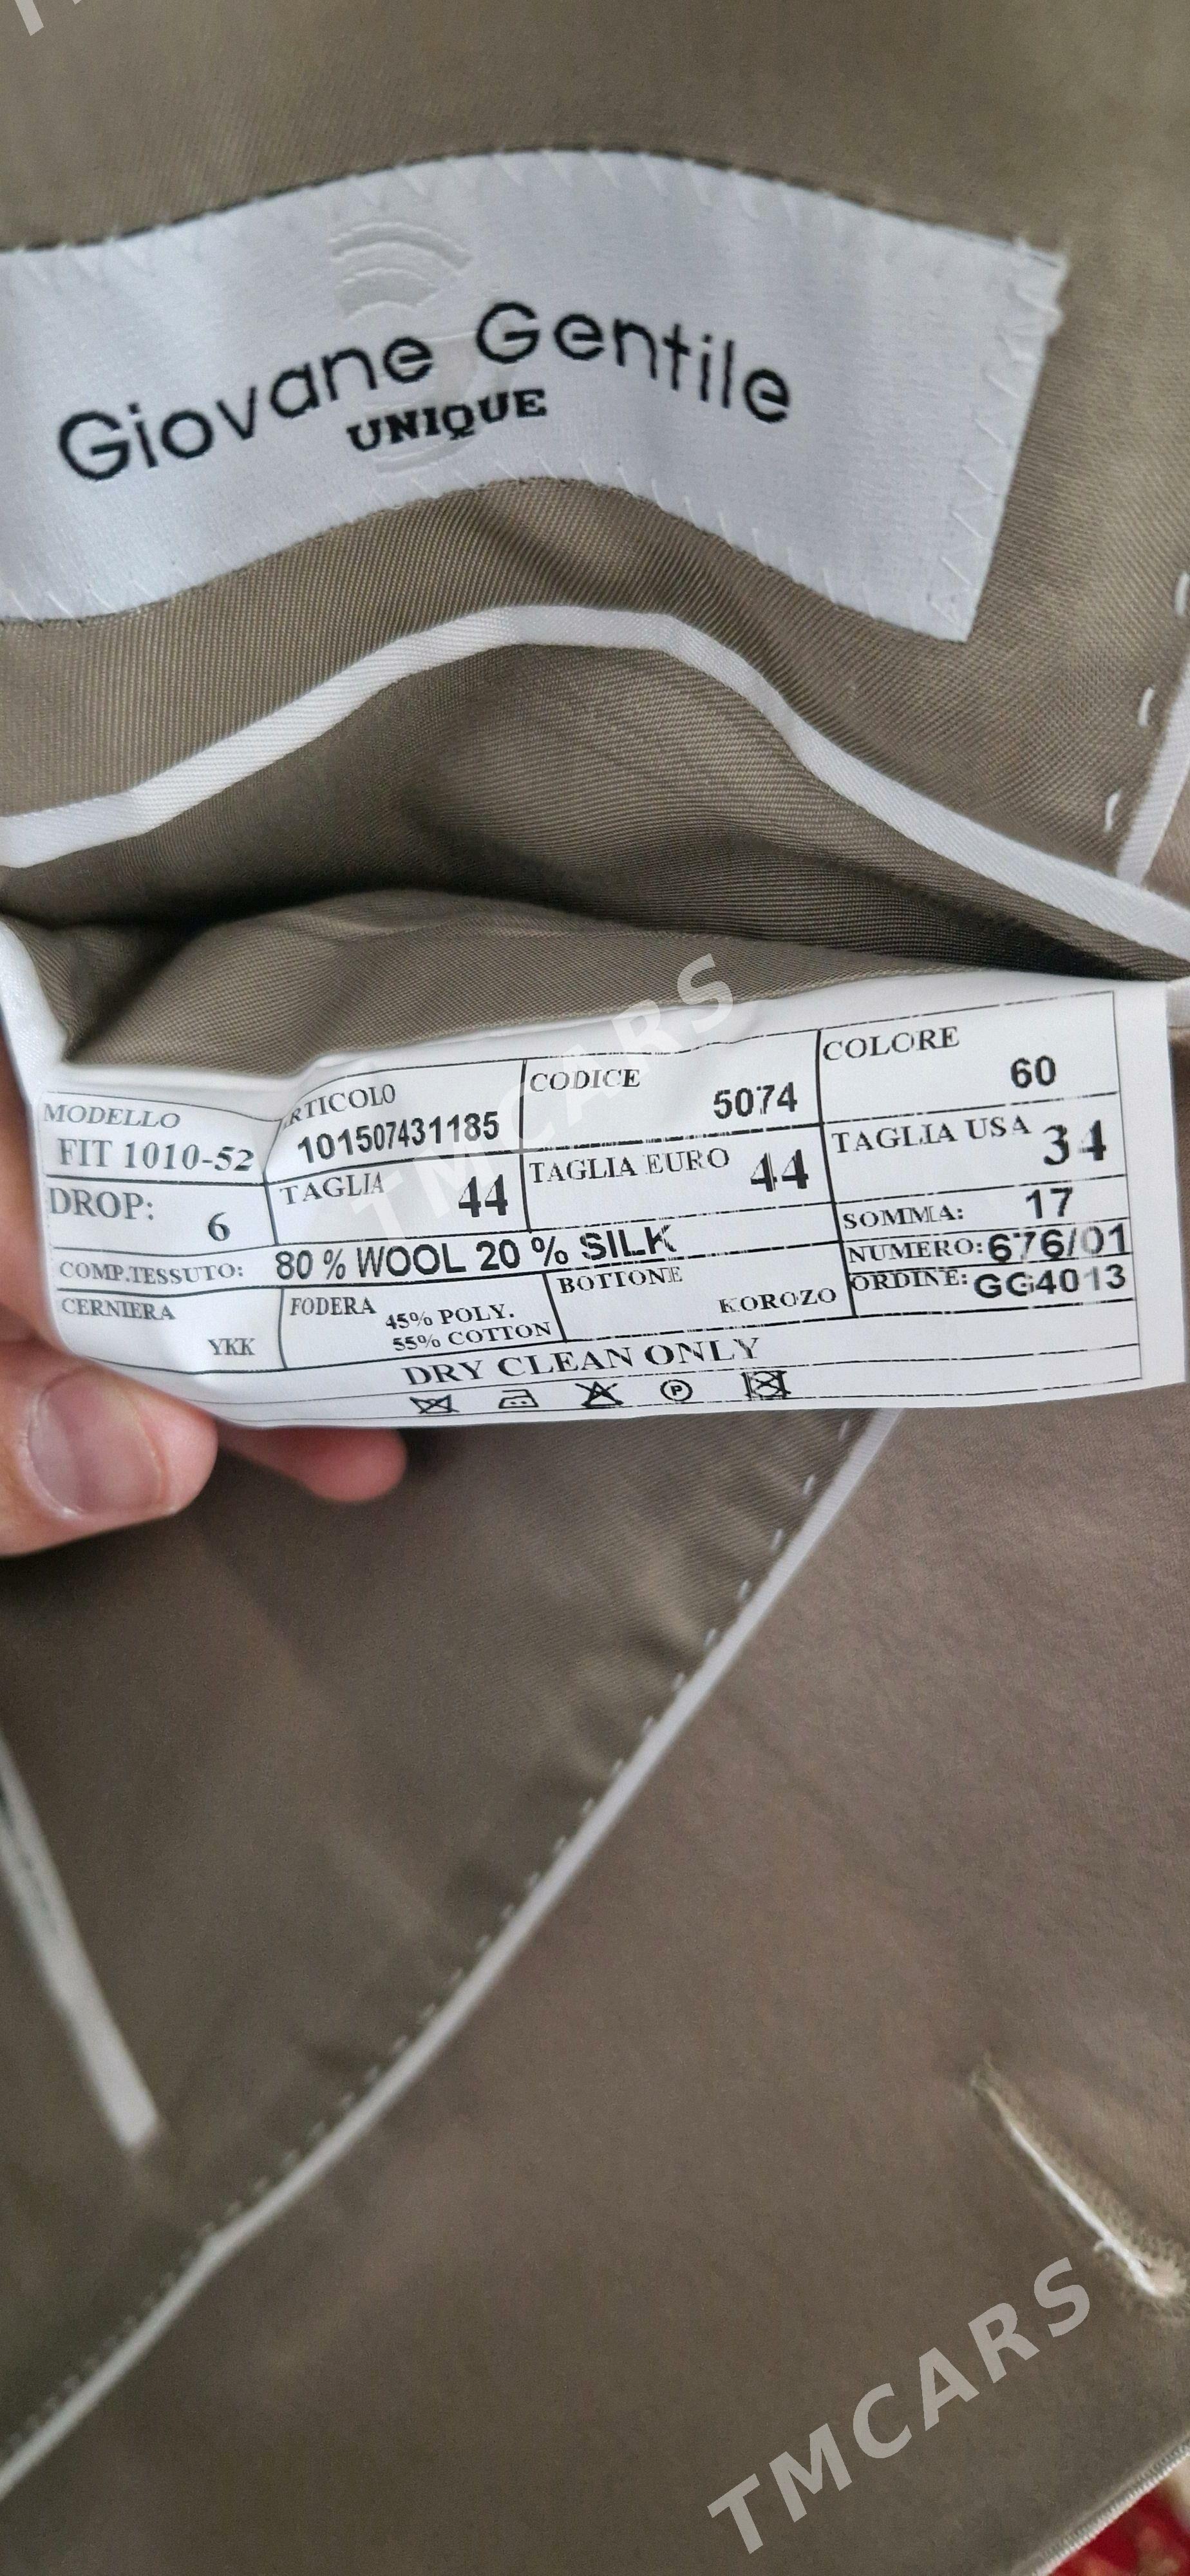 Giovane Gentile
UNIQUE
TMCARS
MODELLO
FIT 1010-52
RTICOLO
101507431185
CODICE
5074
COLORE
60
DROP:
6
TAGLIA
44
TAGLIA EURO
44
TAGLIA USA
34
COMP.TESSUTO: 80 % WOOL 20 % SILK
SOMMA: 17
NUMERO: 676/01
ORDINE: GG4013
CERNIERA
YKK
FODERA
45% POLY.
55% COTTON
BOTTONE
KOROZO
DRY CLEAN ONLY
P
TMCARS